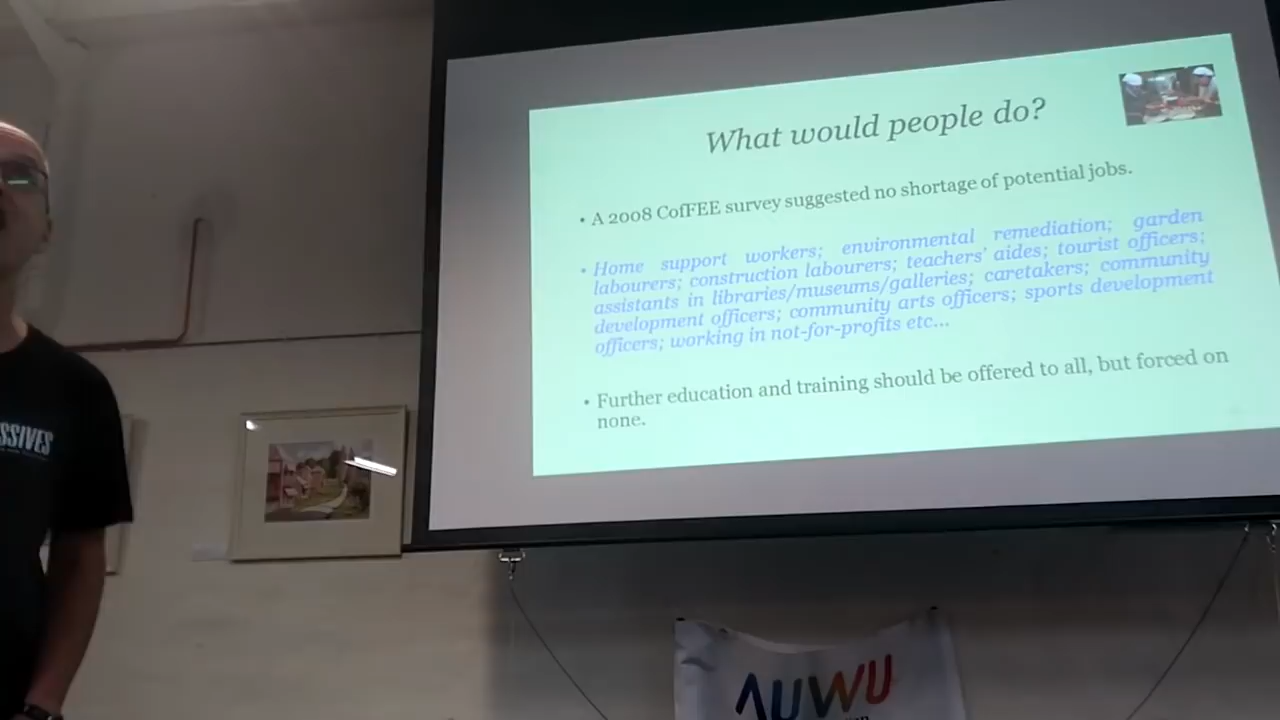 What would people do?
• A 2008 CofFEE survey suggested no shortage of potential jobs.
• Home support workers; environmental remediation; garden
labourers; construction labourers; teachers' aides; tourist officers;
assistants in libraries/museums/galleries; caretakers; community
development officers; community arts officers; sports development
officers; working in not-for-profits etc...
• Further education and training should be offered to all, but forced on
none.
SSIVES
AUWU